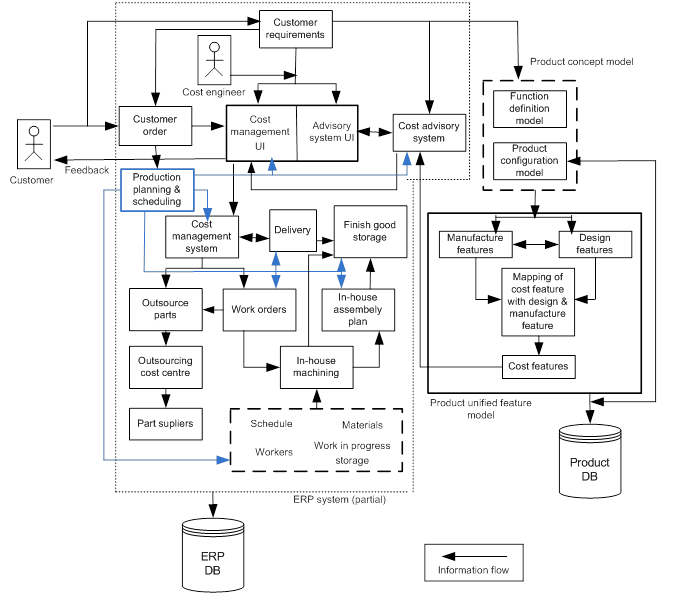 Customer
requirements
Product concept model
Cost engineer
Function
definition
model
Customer
order
Cost
management
UI
Advisory
system UI
Cost advisory
system
Product
configuration
model
Customer
Feedback
Production
planning &
scheduling
Cost
management
system
Delivery
Finish good
storage
Manufacture
features
Design
features
Mapping of
cost feature
with design &
manufacture
feature
Outsource
parts
Work orders
In-house
assembely
plan
Outsourcing
cost centre
In-house
machining
Cost features
Product unified feature
model
Part supliers
Schedule
Materials
Workers
Work in progress
storage
Product
DB
ERP system (partial)
ERP
DB
Information flow